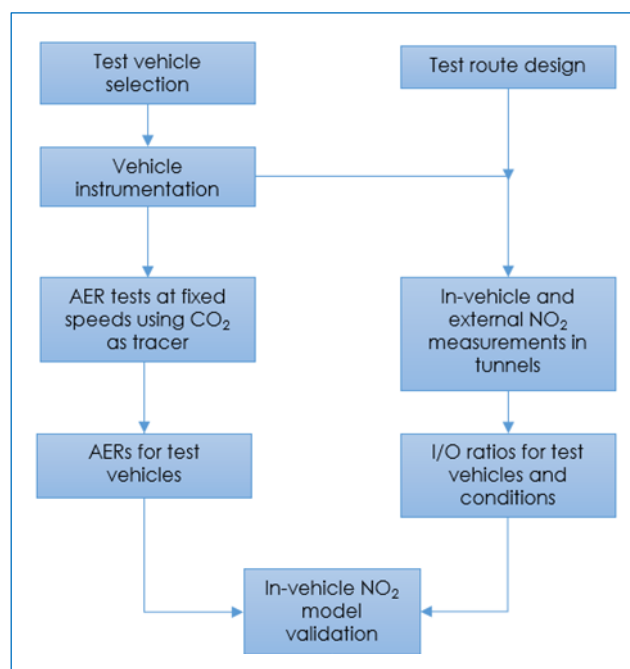 Test vehicle
selection
Test route design
Vehicle
instrumentation
AER tests at fixed
speeds using CO₂
as tracer
In-vehicle and
external NO₂
measurements in
tunnels
AERs for test
vehicles
I/O ratios for test
vehicles and
conditions
In-vehicle NO₂
model
validation